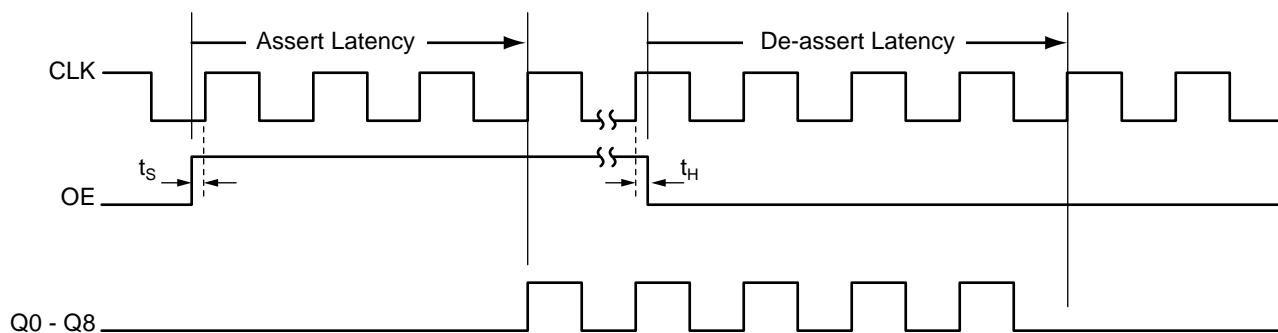 Assert Latency
De-assert Latency
CLK
tS
tH
OE
Q0 - Q8